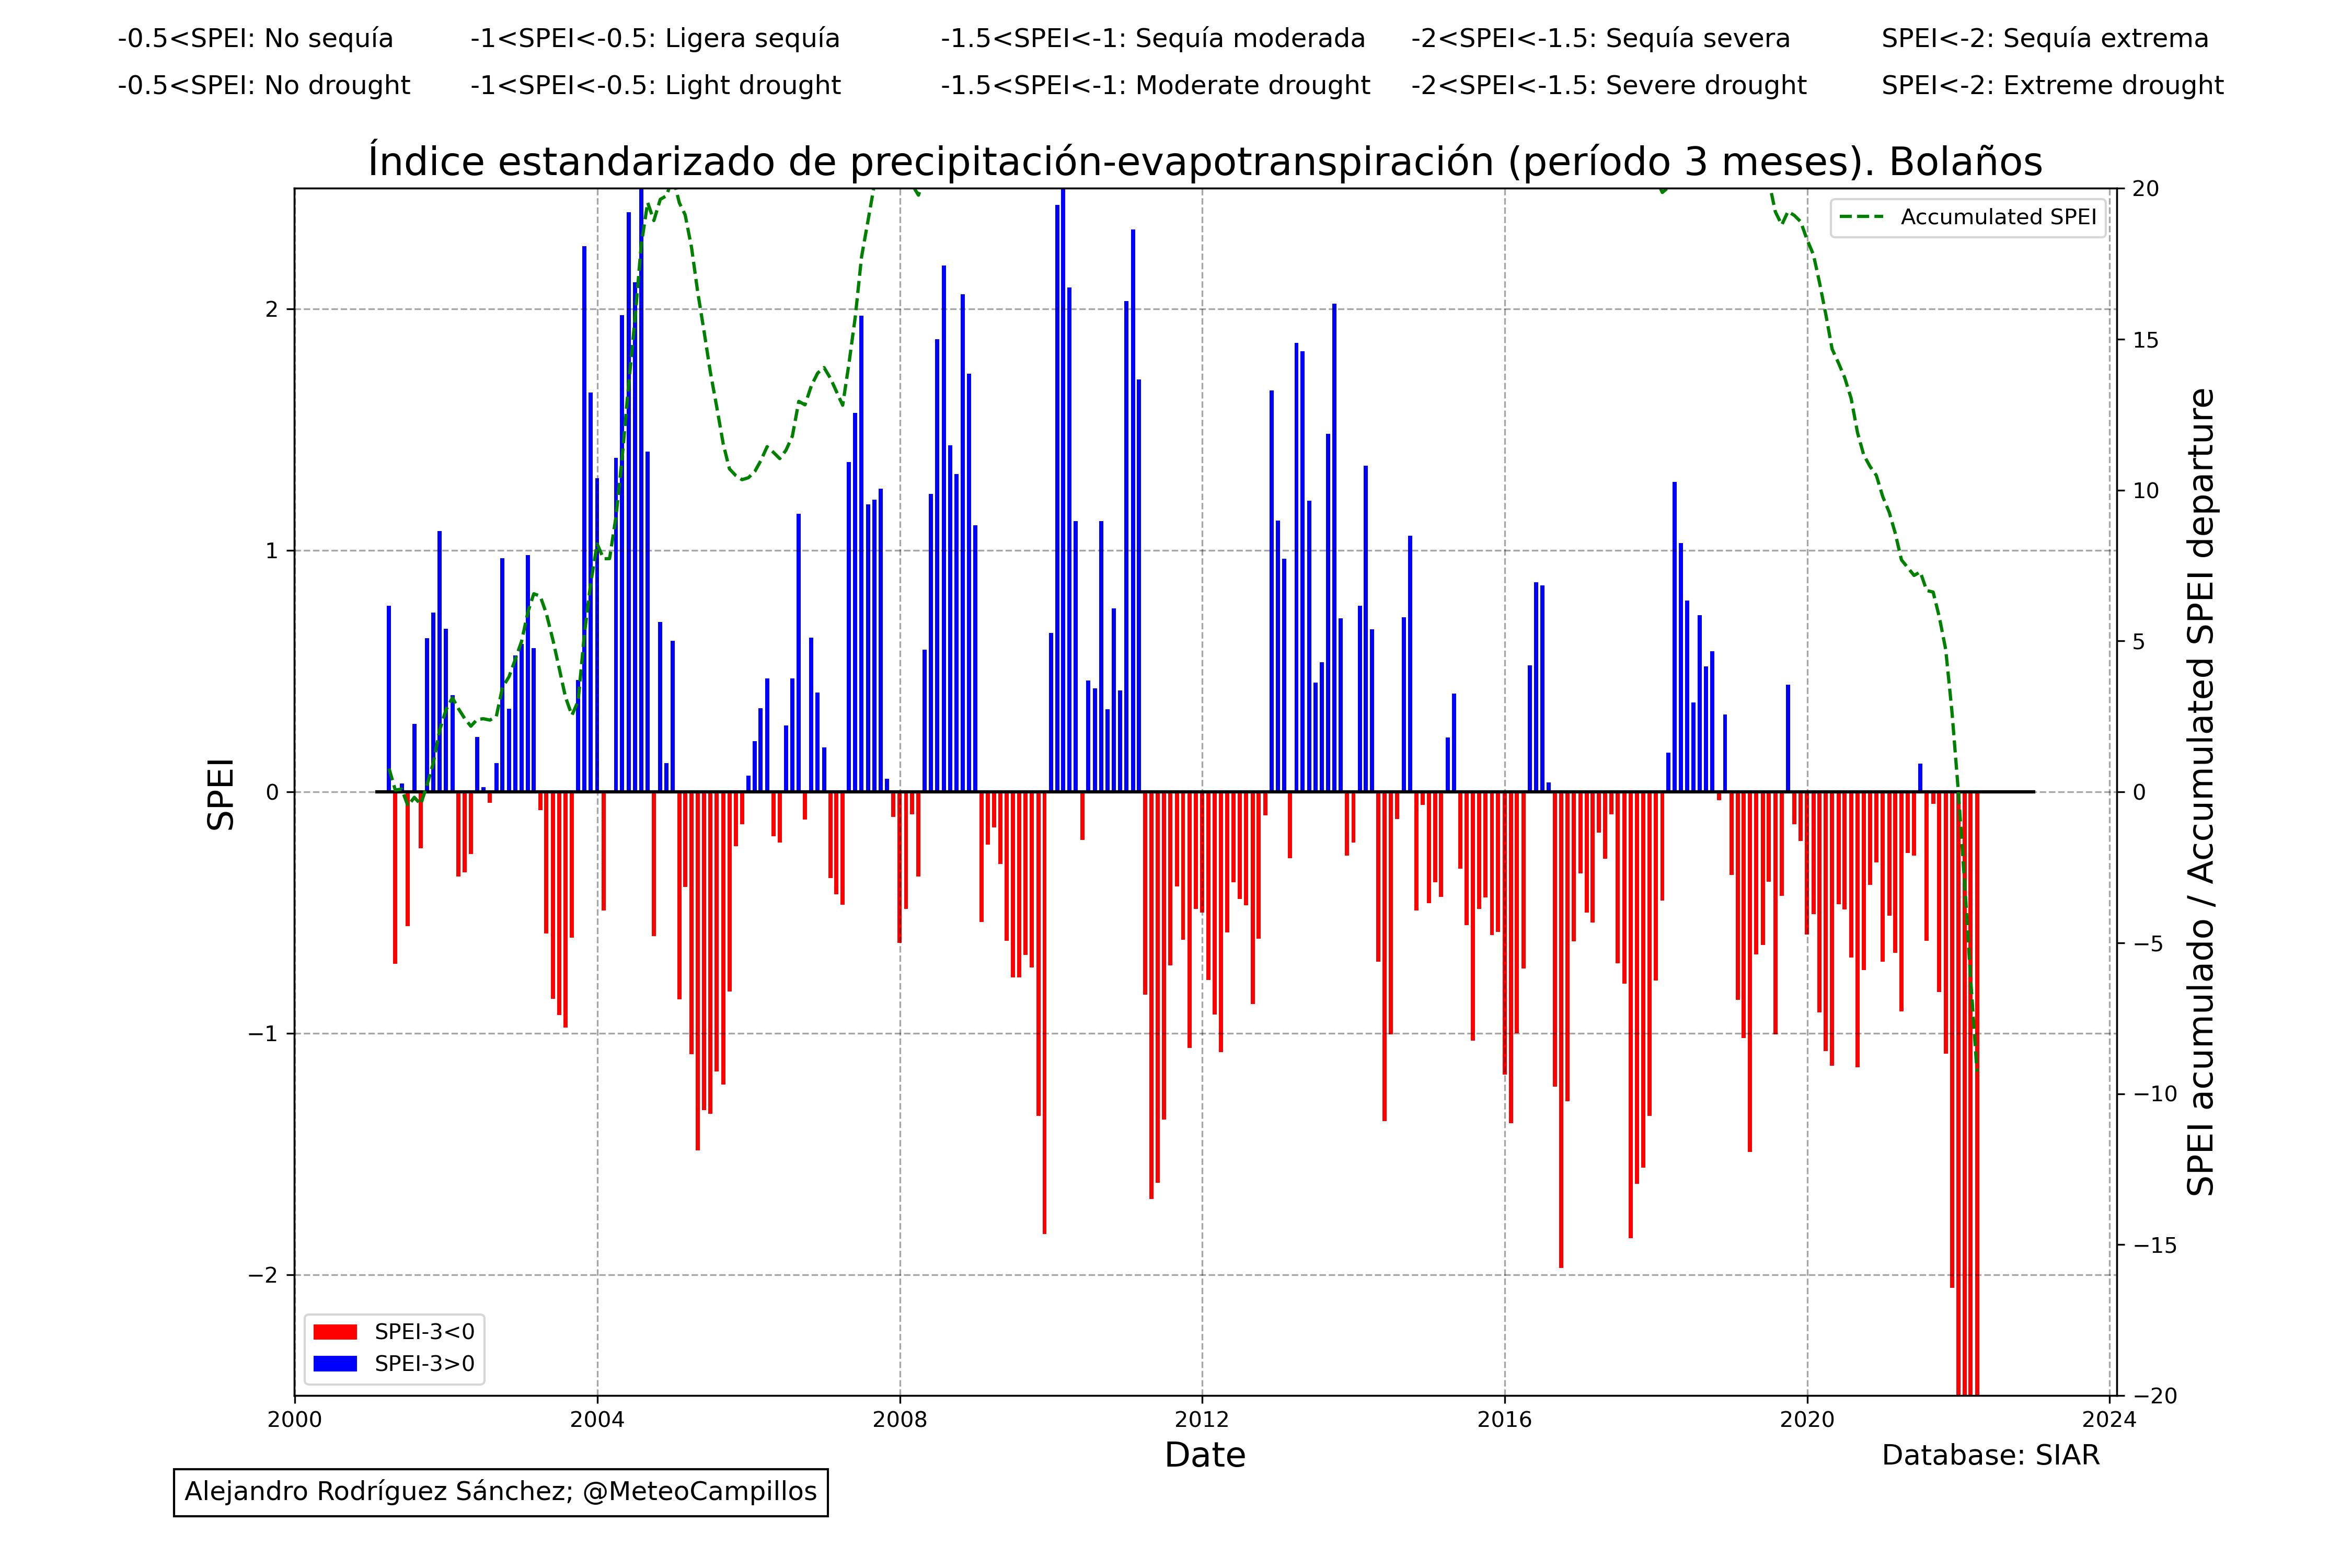 -0.5<SPEI: No sequía -1<SPEI<-0.5: Ligera sequía -1.5<SPEI<-1: Sequía moderada -2<SPEI<-1.5: Sequía severa SPEI<-2: Sequía extrema
-0.5<SPEI: No drought -1<SPEI<-0.5: Light drought -1.5<SPEI<-1: Moderate drought -2<SPEI<-1.5: Severe drought SPEI<-2: Extreme drought
Índice estandarizado de precipitación-evapotranspiración (período 3 meses). Bolaños
Accumulated SPEI
SPEI
2
1
0
−1
−2
20
15
10
5
0
−5
−10
−15
−20
SPEI acumulado / Accumulated SPEI departure
SPEI-3<0
SPEI-3>0
2000 2004 2008 2012 2016 2020 2024
Date
Database: SIAR
Alejandro Rodríguez Sánchez; @MeteoCampillos